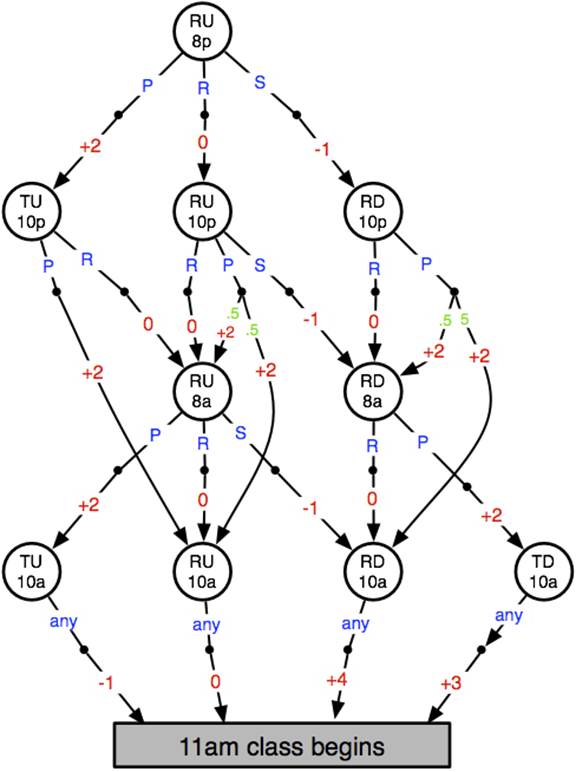 RU
8p
P
R
S
+2
0
-1
TU
10p
RU
10p
RD
10p
P
R
R
P
S
R
P
+2
0
0
.5
+2
.5
+2
-1
0
.5
+2
5
+2
RU
8a
RD
8a
P
R
S
R
P
+2
0
-1
0
+2
TU
10a
RU
10a
RD
10a
TD
10a
any
any
any
any
-1
0
+4
+3
11am class begins